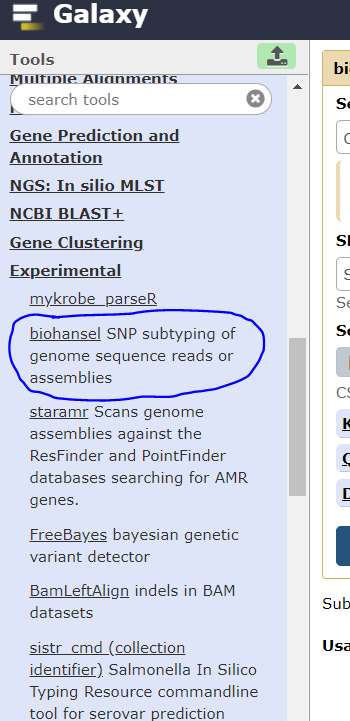 Galaxy
Tools
Multiple Alignments
search tools
Gene Prediction and
Annotation
NGS: In silio MLST
NCBI BLAST+
Gene Clustering
Experimental
mykrobe_parseR
biohansel SNP subtyping of
genome sequence reads or
assemblies
staramr Scans genome
assemblies against the
ResFinder and PointFinder
databases searching for AMR
genes.
FreeBayes bayesian genetic
variant detector
BamLeftAlign indels in BAM
datasets
sistr_cmd (collection
identifier) Salmonella In Silico
Typing Resource commandline
tool for serovar prediction
bi
Se
SI
Se
Se
CS
K
Q
D
Sub
Usa